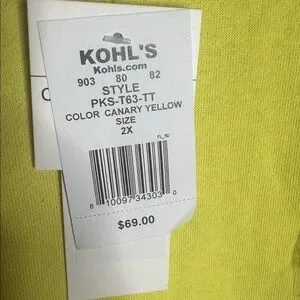 KOHL'S
Kohls.com
903 80 82
STYLE
PKS-T63-TT
COLOR CANARY YELLOW
SIZE
2X
8 10097 34303 0
$69.00